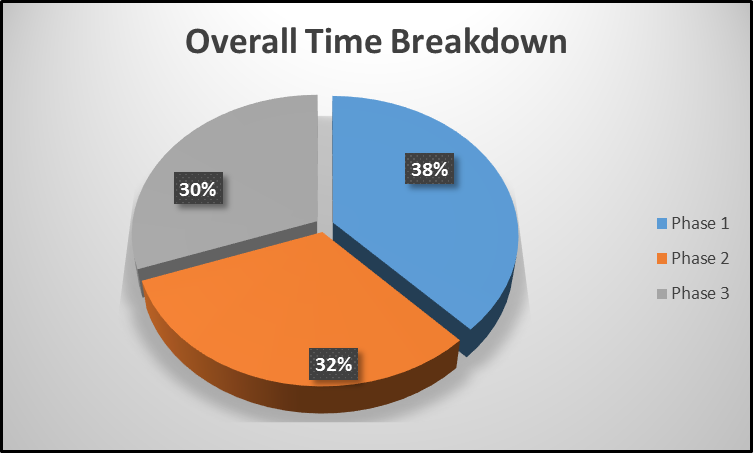 Overall Time Breakdown
38%
30%
32%
Phase 1
Phase 2
Phase 3